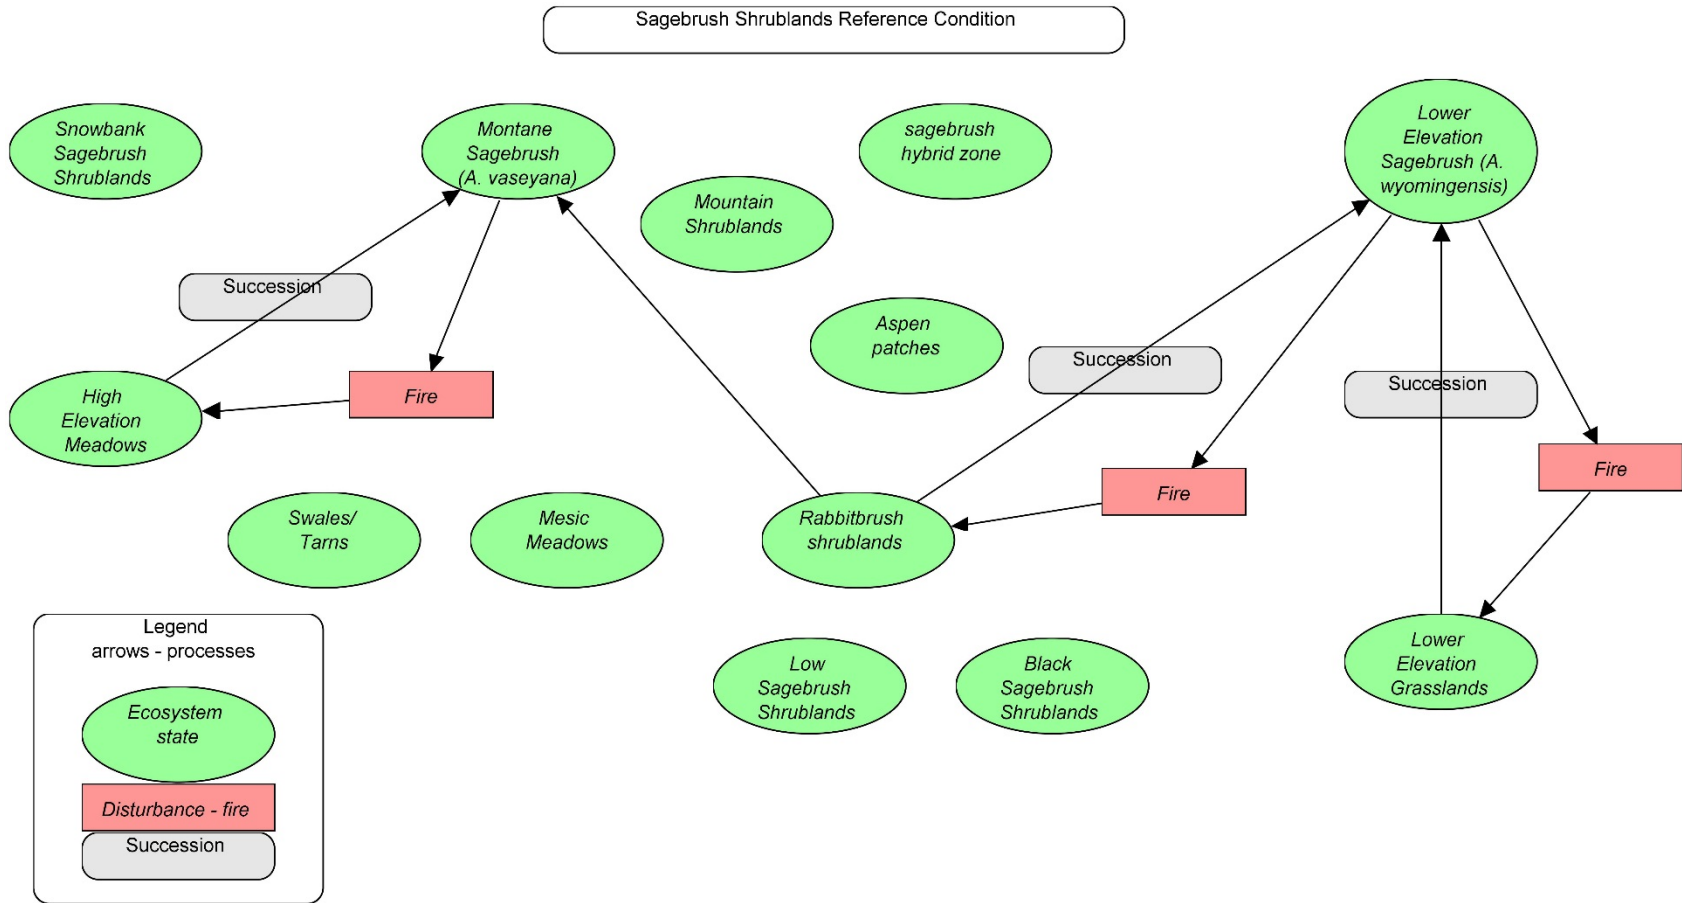 Sagebrush Shrublands Reference Condition
Snowbank
Sagebrush
Shrublands
Montane
Sagebrush
(A. vaseyana)
sagebrush
hybrid zone
Lower
Elevation
Sagebrush (A.
wyomingensis)
Mountain
Shrublands
Succession
Aspen
patches
Succession
Succession
High
Elevation
Meadows
Fire
Fire
Fire
Swales/
Tarns
Mesic
Meadows
Rabbitbrush
shrublands
Low
Sagebrush
Shrublands
Black
Sagebrush
Shrublands
Lower
Elevation
Grasslands
Legend
arrows - processes
Ecosystem
state
Disturbance - fire
Succession